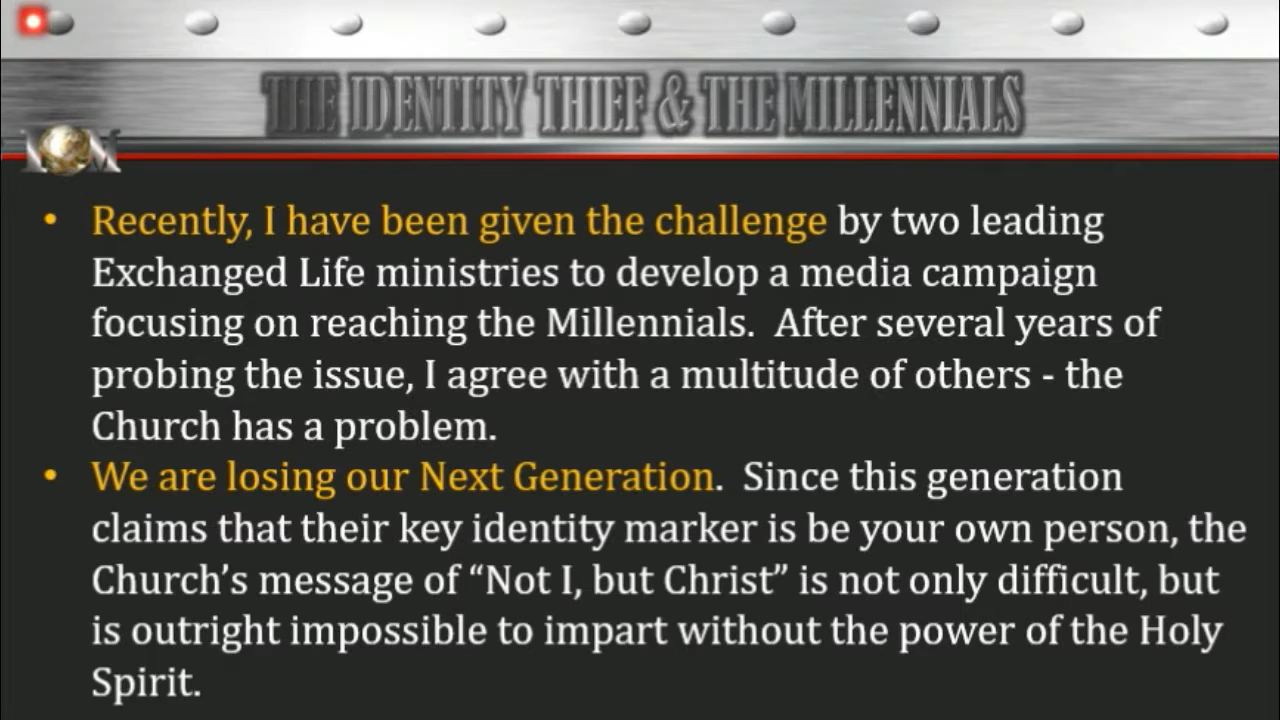 THE IDENTITY THIEF & THE MILLENNIALS
IOM
• Recently, I have been given the challenge by two leading
Exchanged Life ministries to develop a media campaign
focusing on reaching the Millennials.  After several years of
probing the issue, I agree with a multitude of others - the
Church has a problem.
• We are losing our Next Generation.  Since this generation
claims that their key identity marker is be your own person, the
Church’s message of “Not I, but Christ” is not only difficult, but
is outright impossible to impart without the power of the Holy
Spirit.